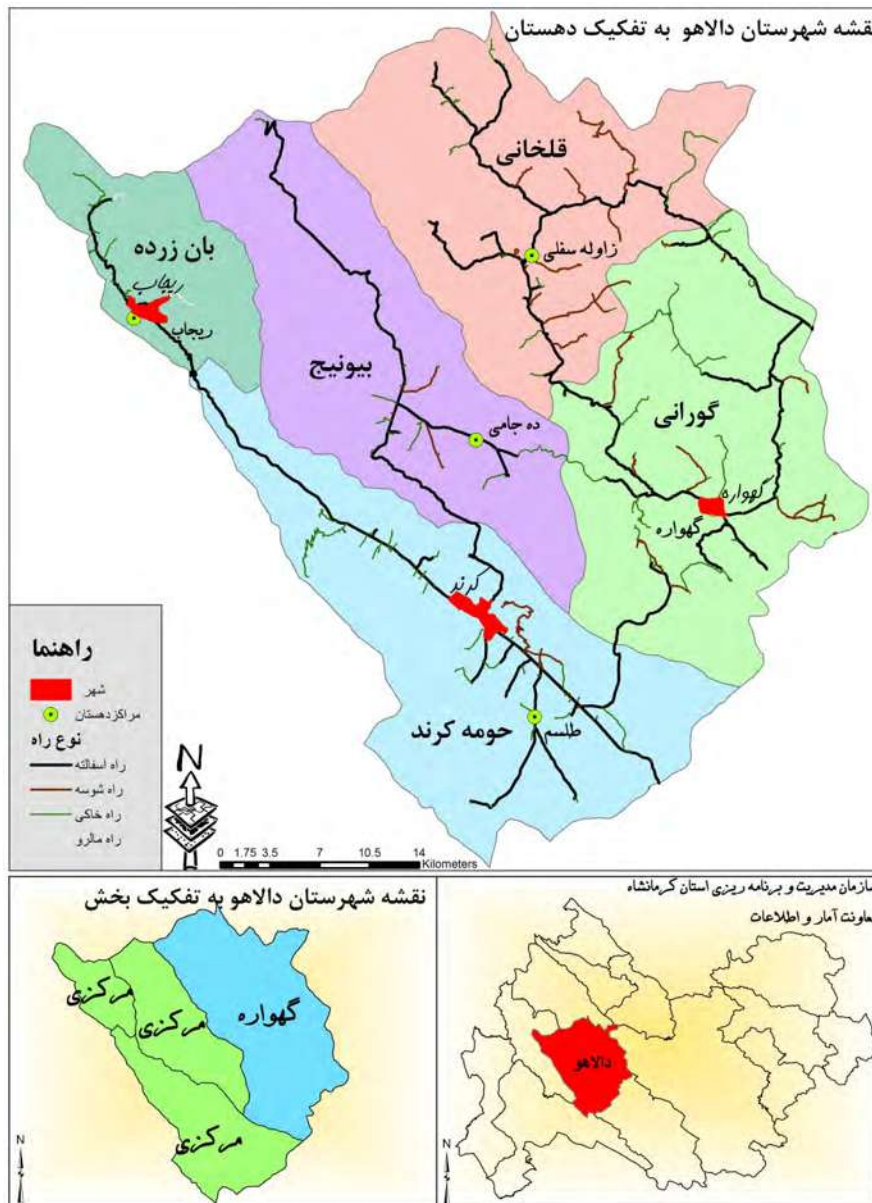 نقشه شهرستان دالاهو به تفکیک دهستان
قلخانی
زاوله سفلی
بان زرده
ریجاب
ریجاب
بیونیج
ده جامی
گورانی
گهواره
گهواره
کرند
حومه کرند
طلسم
راهنما
شهر
مراکزدهستان
نوع راه
راه اسفالته
راه شوسه
راه خاکی
راه مالرو
N
0 1.75 3.5 7 10.5 14
Kilometers
نقشه شهرستان دالاهو به تفکیک بخش
مرکزی
مرکزی
گهواره
مرکزی
N
سازمان مدیریت و برنامه ریزی استان کرمانشاه
معاونت آمار و اطلاعات
دالاهو
N